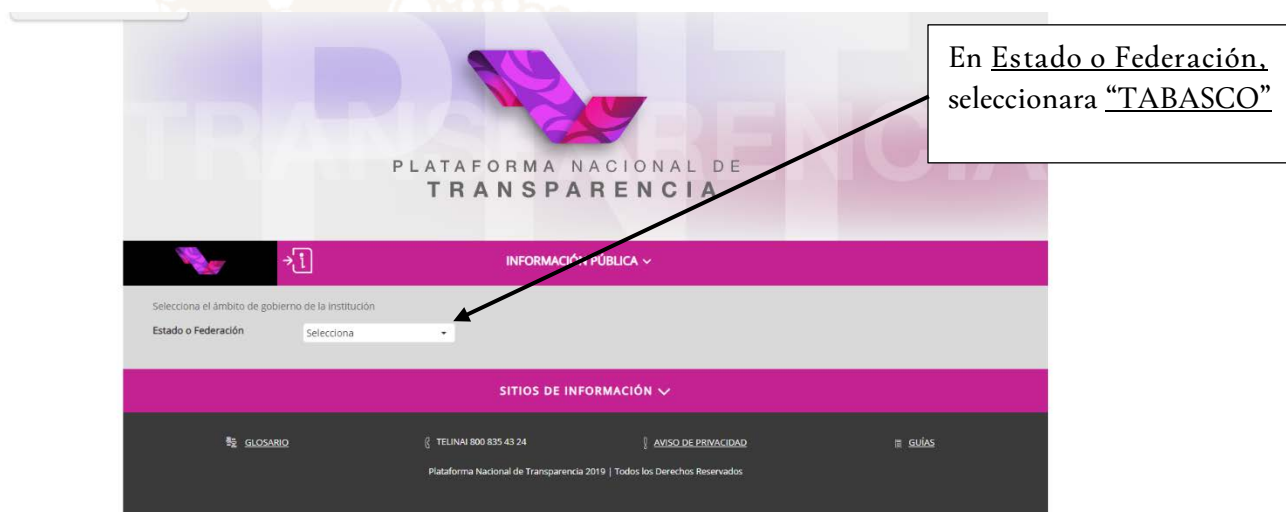 PNT
TRANSPARENCIA
PLATAFORMA NACIONAL DE
TRANSPARENCIA
En Estado o Federación,
seleccionara “TABASCO”
INFORMACIÓN PÚBLICA
Selecciona el ámbito de gobierno de la institución
Estado o Federación
Selecciona
SITIOS DE INFORMACIÓN
GLOSARIO
TELINAI 800 835 43 24
AVISO DE PRIVACIDAD
GUÍAS
Plataforma Nacional de Transparencia 2019 | Todos los Derechos Reservados